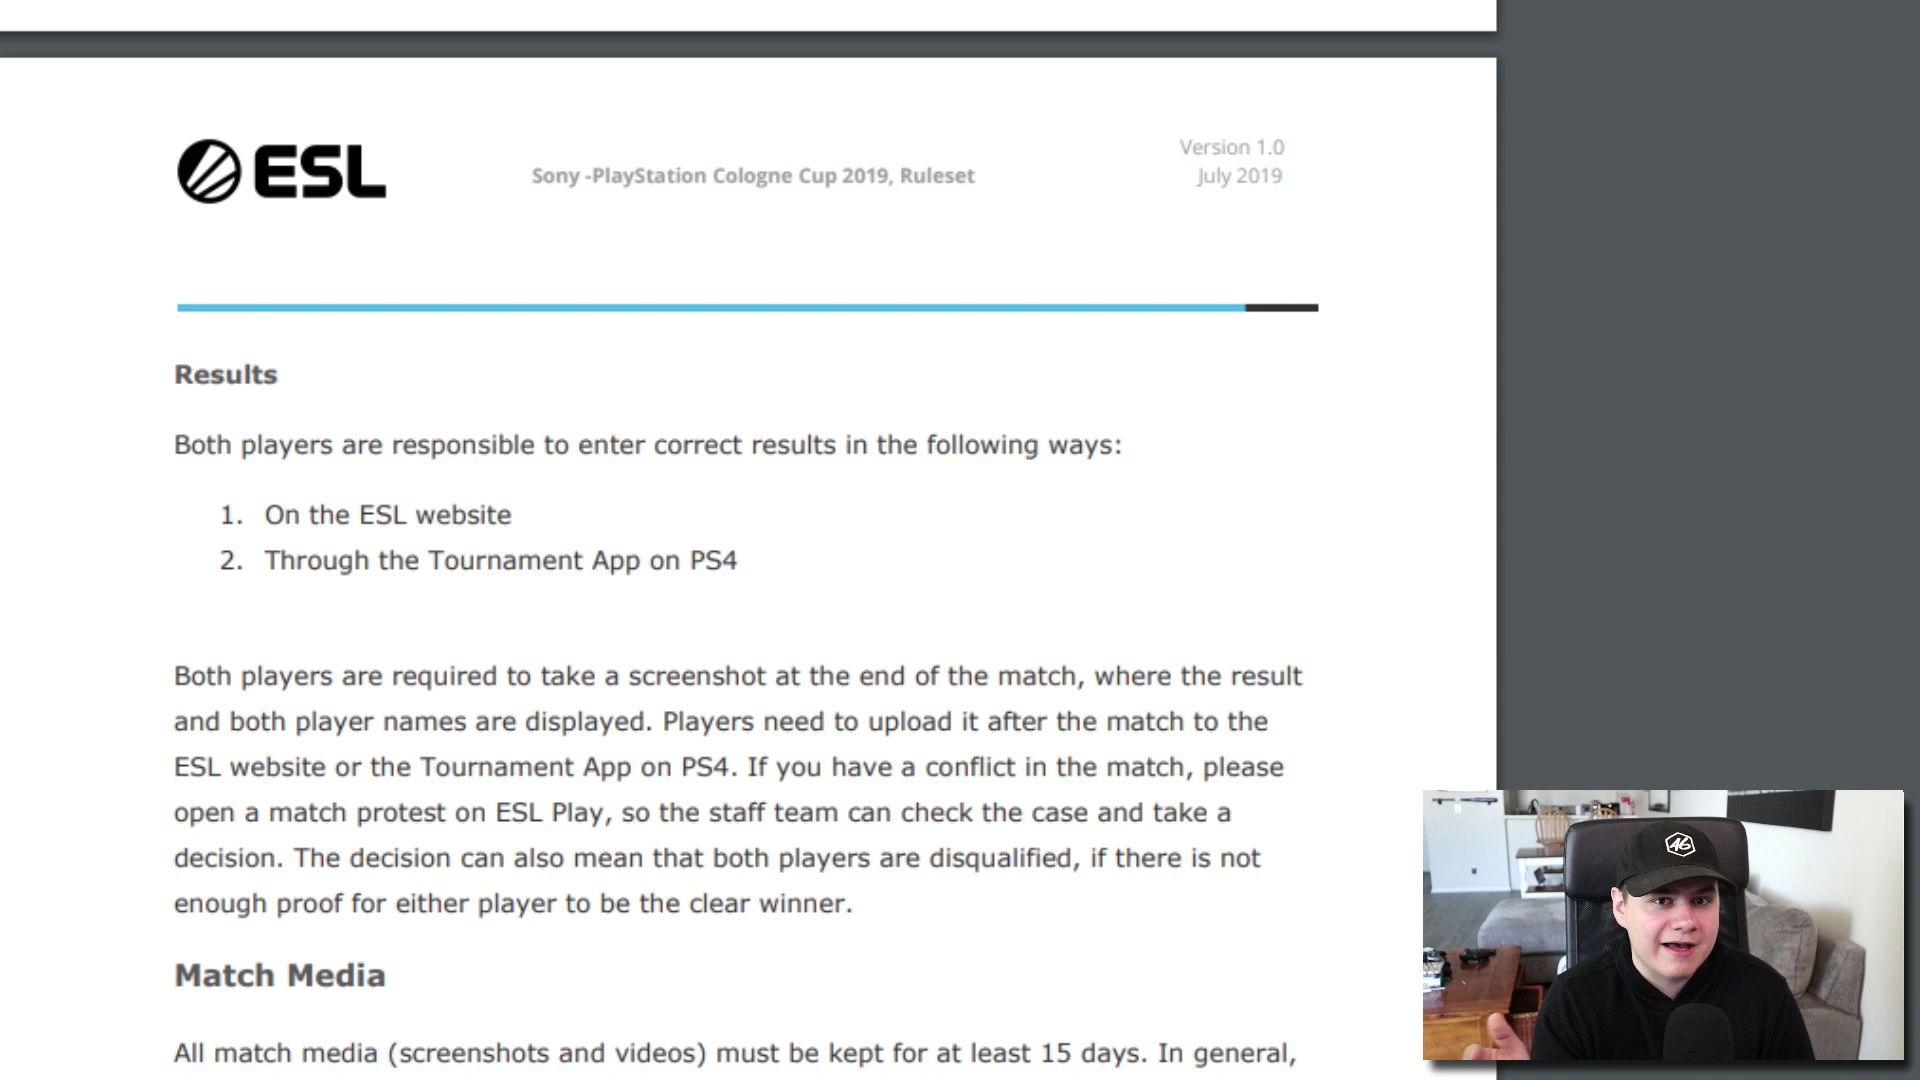 ESL
Sony -PlayStation Cologne Cup 2019, Ruleset
Version 1.0
July 2019
Results
Both players are responsible to enter correct results in the following ways:
1. On the ESL website
2. Through the Tournament App on PS4
Both players are required to take a screenshot at the end of the match, where the result
and both player names are displayed. Players need to upload it after the match to the
ESL website or the Tournament App on PS4. If you have a conflict in the match, please
open a match protest on ESL Play, so the staff team can check the case and take a
decision. The decision can also mean that both players are disqualified, if there is not
enough proof for either player to be the clear winner.
Match Media
All match media (screenshots and videos) must be kept for at least 15 days. In general,
46